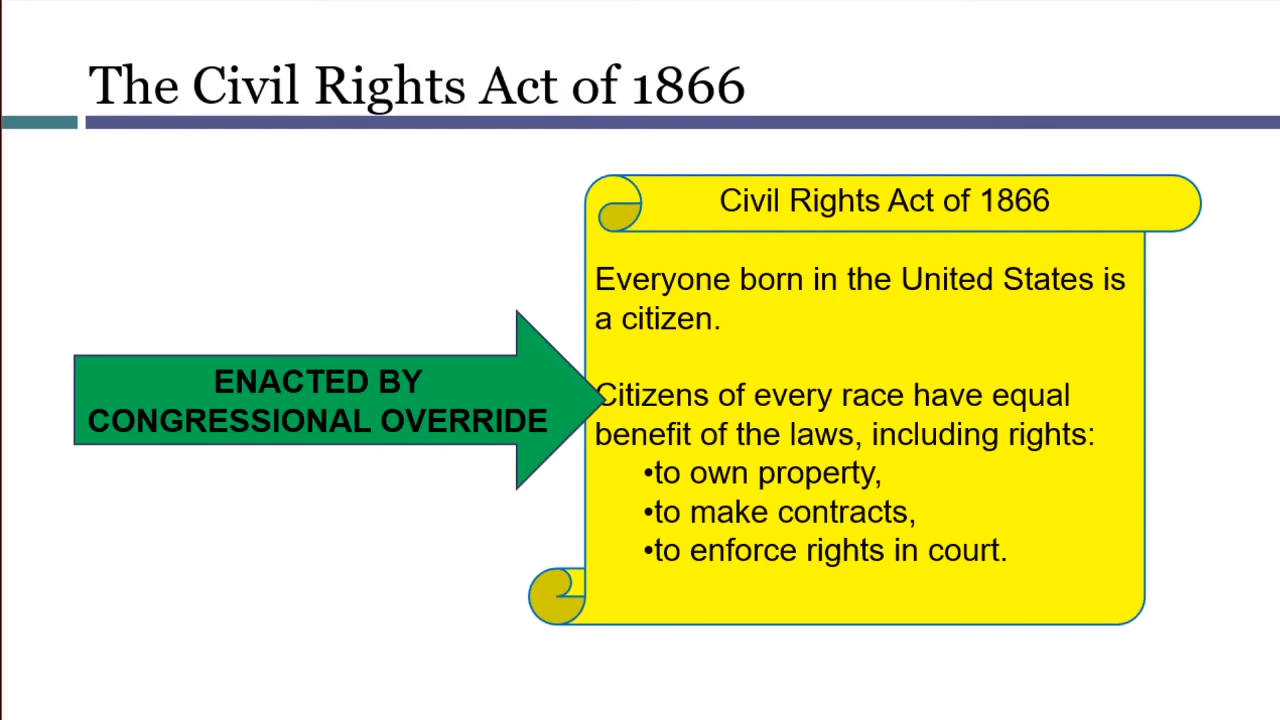 The Civil Rights Act of 1866
Civil Rights Act of 1866
Everyone born in the United States is
a citizen.
ENACTED BY
CONGRESSIONAL OVERRIDE
Citizens of every race have equal
benefit of the laws, including rights:
•to own property,
•to make contracts,
•to enforce rights in court.